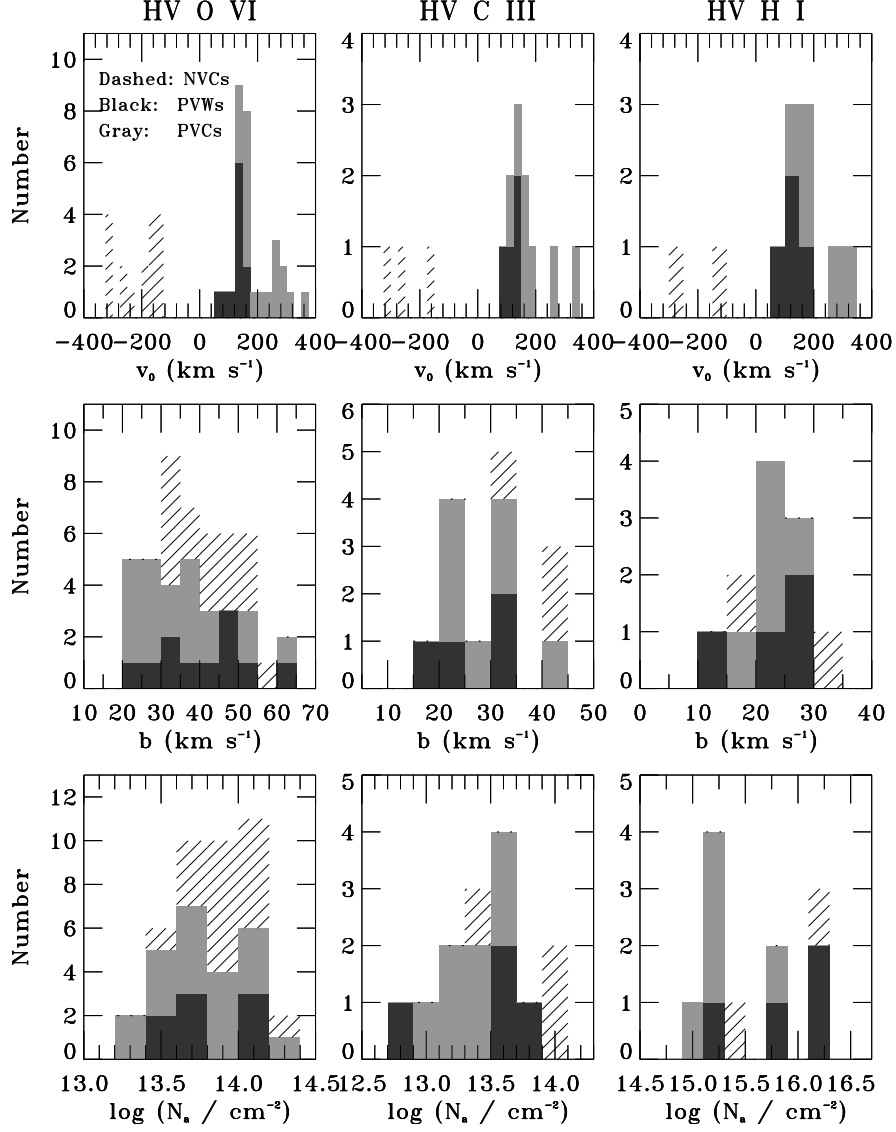 HV O VI HV C III HV H I
Dashed: NVCs
Black: PVWs
Gray: PVCs
Number
10
8
6
4
2
0
-400 -200 0 200 400
v₀ (km s⁻¹)
4
3
2
1
0
-400 -200 0 200 400
v₀ (km s⁻¹)
4
3
2
1
0
-400 -200 0 200 400
v₀ (km s⁻¹)
Number
10
8
6
4
2
0
10 20 30 40 50 60 70
b (km s⁻¹)
6
5
4
3
2
1
0
10 20 30 40 50
b (km s⁻¹)
5
4
3
2
1
0
0 10 20 30 40
b (km s⁻¹)
Number
12
10
8
6
4
2
0
13.0 13.5 14.0 14.5
log (Nₐ / cm⁻²)
5
4
3
2
1
0
12.5 13.0 13.5 14.0
log (Nₐ / cm⁻²)
5
4
3
2
1
0
14.5 15.0 15.5 16.0 16.5
log (Nₐ / cm⁻²)